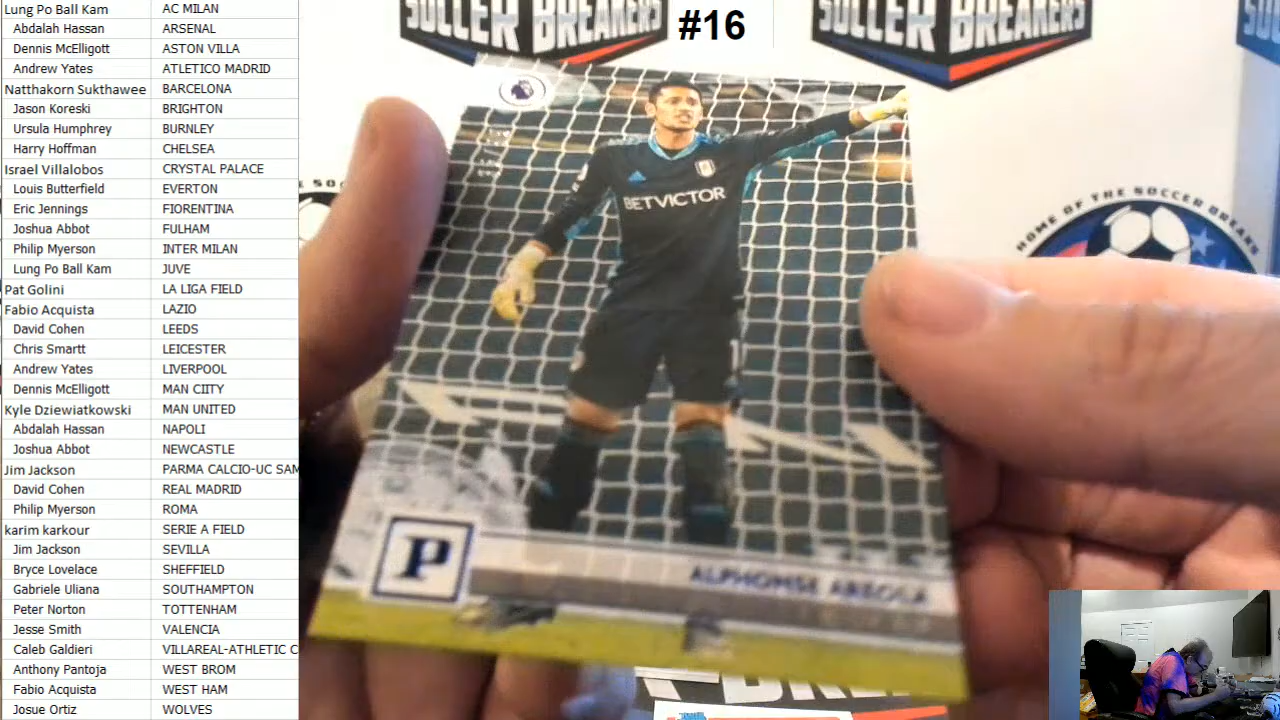 Lung Po Ball Kam AC MILAN
Abdalah Hassan ARSENAL
Dennis McElligott ASTON VILLA
Andrew Yates ATLETICO MADRID
Natthakorn Sukthawee BARCELONA
Jason Koreski BRIGHTON
Ursula Humphrey BURNLEY
Harry Hoffman CHELSEA
Israel Villalobos CRYSTAL PALACE
Louis Butterfield EVERTON
Eric Jennings FIORENTINA
Joshua Abbot FULHAM
Philip Myerson INTER MILAN
Lung Po Ball Kam JUVE
Pat Golini LA LIGA FIELD
Fabio Acquista LAZIO
David Cohen LEEDS
Chris Smartt LEICESTER
Andrew Yates LIVERPOOL
Dennis McElligott MAN CIITY
Kyle Dziewiatkowski MAN UNITED
Abdalah Hassan NAPOLI
Joshua Abbot NEWCASTLE
Jim Jackson PARMA CALCIO-UC SAM
David Cohen REAL MADRID
Philip Myerson ROMA
karim karkour SERIE A FIELD
Jim Jackson SEVILLA
Bryce Lovelace SHEFFIELD
Gabriele Uliana SOUTHAMPTON
Peter Norton TOTTENHAM
Jesse Smith VALENCIA
Caleb Galdieri VILLAREAL-ATHLETIC C
Anthony Pantoja WEST BROM
Fabio Acquista WEST HAM
Josue Ortiz WOLVES
SOCCER BREAKERS
#16
SOCCER BREAKERS
HOME OF THE SOCCER BREAKS
BETVICTOR
P
ALPHONSE AREOLA